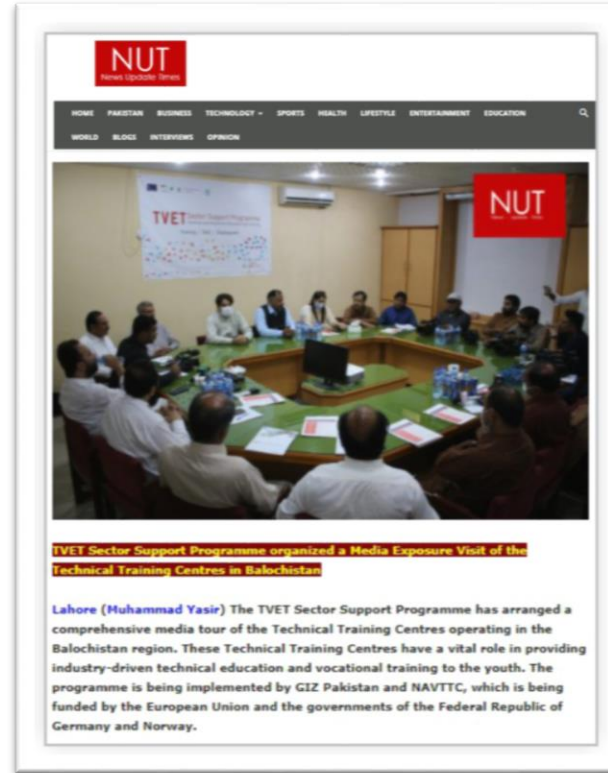 NUT
News Update Times
HOME PAKISTAN BUSINESS TECHNOLOGY SPORTS HEALTH LIFESTYLE ENTERTAINMENT EDUCATION
WORLD BLOGS INTERVIEWS OPINION
TVET Sector Support Programme
NUT
News Update Times
TVET Sector Support Programme organized a Media Exposure Visit of the
Technical Training Centres in Balochistan
Lahore (Muhammad Yasir) The TVET Sector Support Programme has arranged a
comprehensive media tour of the Technical Training Centres operating in the
Balochistan region. These Technical Training Centres have a vital role in providing
industry-driven technical education and vocational training to the youth. The
programme is being implemented by GIZ Pakistan and NAVTTC, which is being
funded by the European Union and the governments of the Federal Republic of
Germany and Norway.